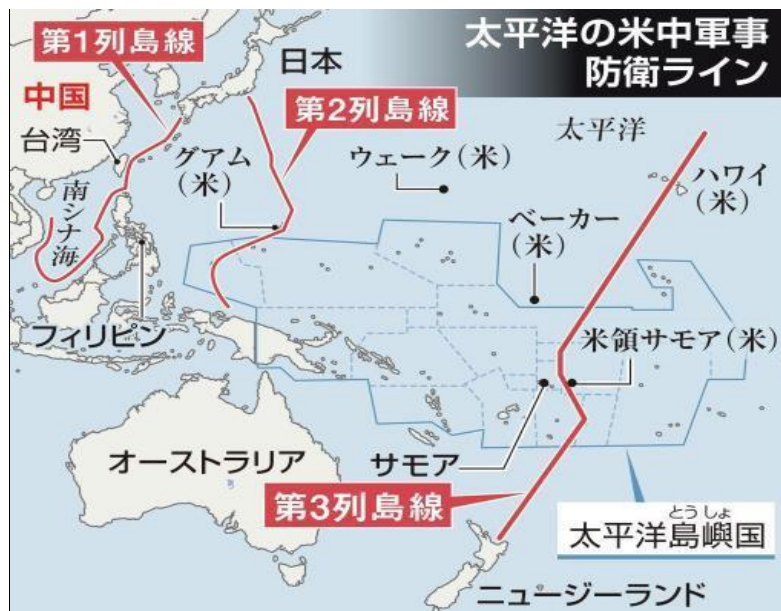 太平洋の米中軍事
防衛ライン
第1列島線
日本
中国
第2列島線
太平洋
台湾
グアム
(米)
ウェーク(米)
ハワイ
(米)
南シナ海
ベーカー
(米)
フィリピン
米領サモア(米)
オーストラリア
サモア
第3列島線
とうしょ
太平洋島嶼国
ニュージーランド